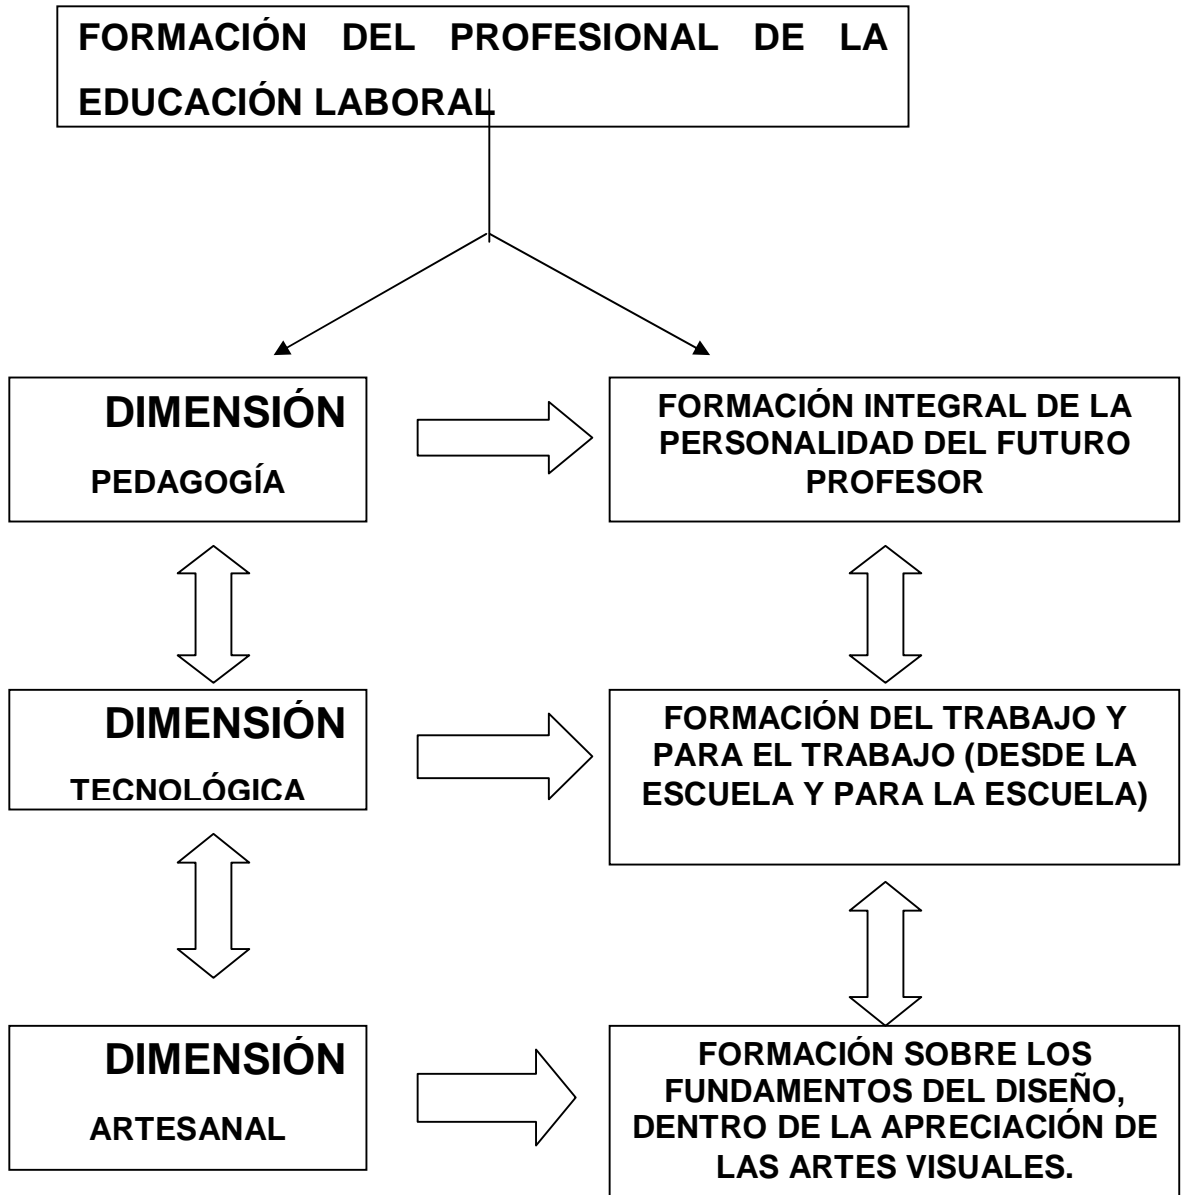 FORMACIÓN DEL PROFESIONAL DE LA
EDUCACIÓN LABORAL
DIMENSIÓN
PEDAGOGÍA
FORMACIÓN INTEGRAL DE LA
PERSONALIDAD DEL FUTURO
PROFESOR
DIMENSIÓN
TECNOLÓGICA
FORMACIÓN DEL TRABAJO Y
PARA EL TRABAJO (DESDE LA
ESCUELA Y PARA LA ESCUELA)
DIMENSIÓN
ARTESANAL
FORMACIÓN SOBRE LOS
FUNDAMENTOS DEL DISEÑO,
DENTRO DE LA APRECIACIÓN DE
LAS ARTES VISUALES.